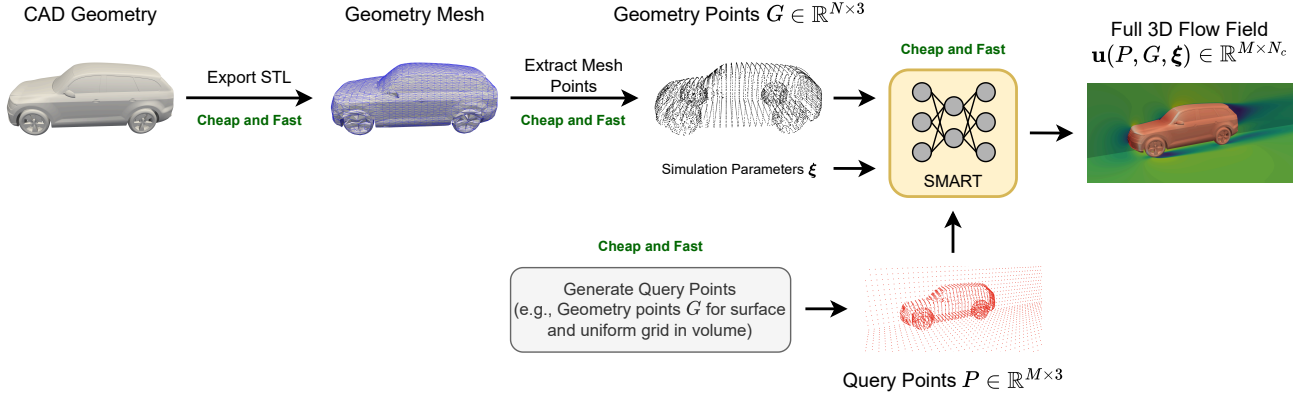 CAD Geometry
Export STL
Cheap and Fast
Geometry Mesh
Extract Mesh
Points
Cheap and Fast
Geometry Points G ∈ ℝ^{N×3}
Simulation Parameters ξ
Cheap and Fast
SMART
Full 3D Flow Field
u(P, G, ξ) ∈ ℝ^{M×N_c}
Cheap and Fast
Generate Query Points
(e.g., Geometry points G for surface
and uniform grid in volume)
Query Points P ∈ ℝ^{M×3}